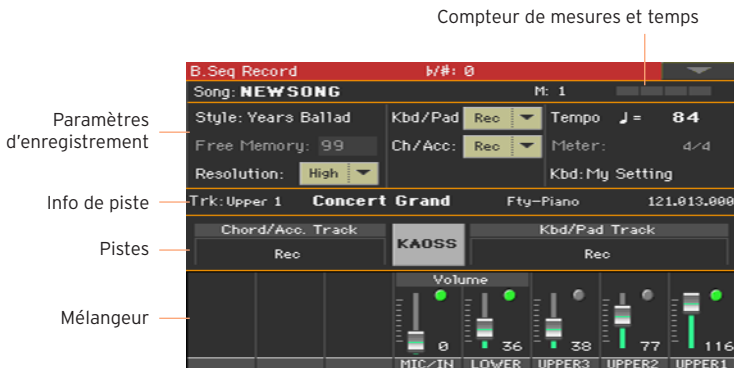 Compteur de mesures et temps
B.Seq Record ♭/#: 0
Song: NEWSONG M: 1
Paramètres d'enregistrement
Style: Years Ballad Kbd/Pad Rec Tempo ♩= 84
Free Memory: 99 Ch/Acc: Rec Meter: 4/4
Resolution: High Kbd: My Setting
Info de piste
Trk: Upper 1 Concert Grand Fty-Piano 121.013.000
Pistes
Chord/Acc. Track KAOSS Kbd/Pad Track
Rec Rec
Mélangeur
Volume
0 36 38 77 116
MIC/IN LOWER UPPER3 UPPER2 UPPER1